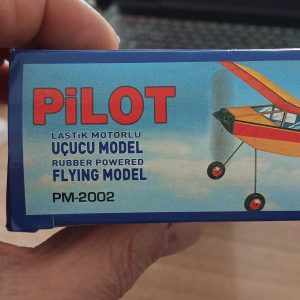 PiLOT
LASTİK MOTORLU
UÇUCU MODEL
RUBBER POWERED
FLYING MODEL
PM-2002